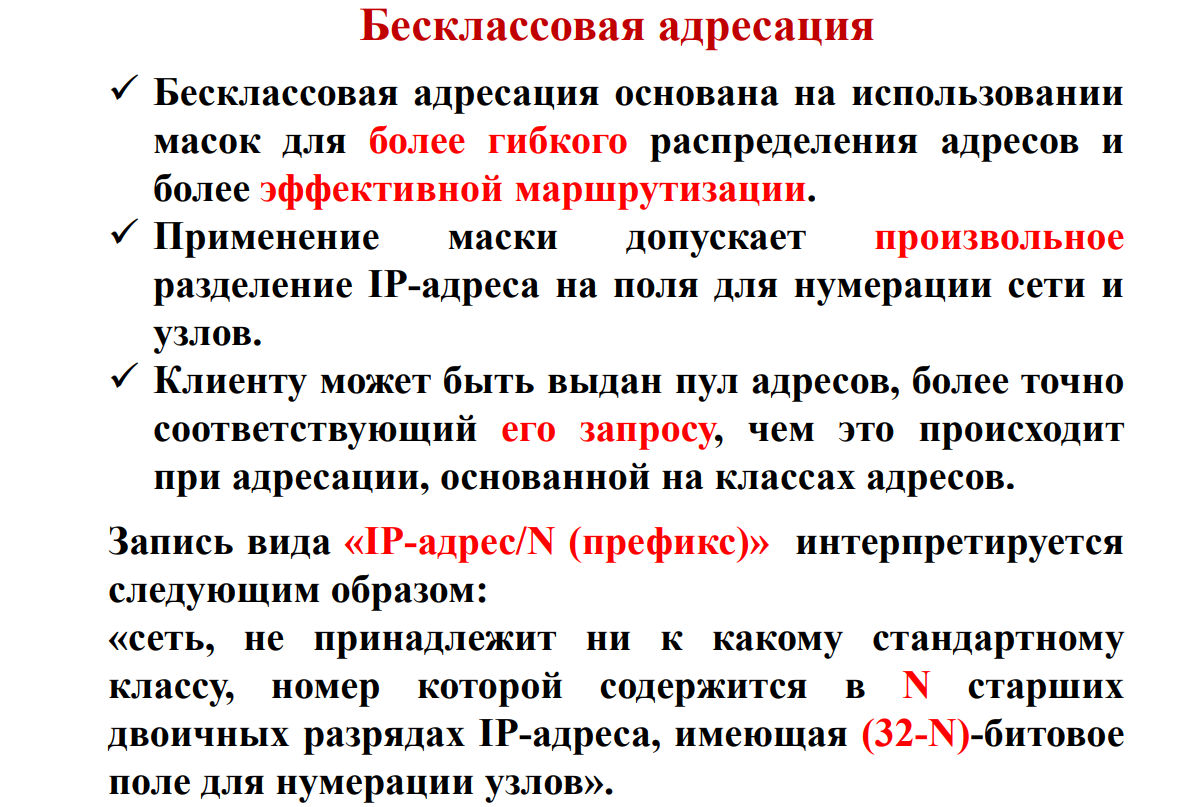 Бесклассовая адресация
✓ Бесклассовая адресация основана на использовании
масок для более гибкого распределения адресов и
более эффективной маршрутизации.
✓ Применение маски допускает произвольное
разделение IP-адреса на поля для нумерации сети и
узлов.
✓ Клиенту может быть выдан пул адресов, более точно
соответствующий его запросу, чем это происходит
при адресации, основанной на классах адресов.
Запись вида «IP-адрес/N (префикс)» интерпретируется
следующим образом:
«сеть, не принадлежит ни к какому стандартному
классу, номер которой содержится в N старших
двоичных разрядах IP-адреса, имеющая (32-N)-битовое
поле для нумерации узлов».